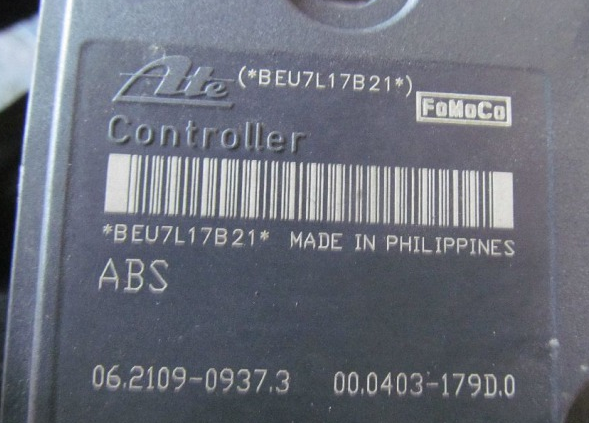 Ate (*BEU7L17B21*)
FoMoCo
Controller
*BEU7L17B21* MADE IN PHILIPPINES
ABS
06.2109-0937.3 00.0403-179D.0